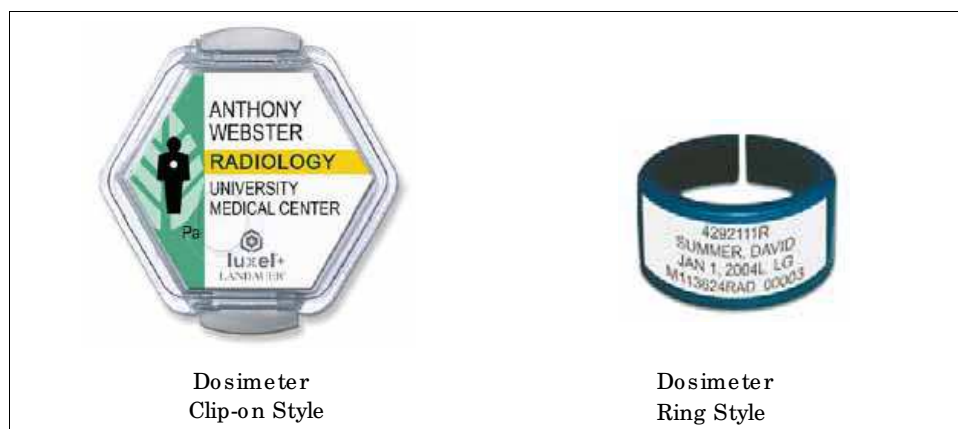 ANTHONY
WEBSTER
RADIOLOGY
UNIVERSITY
MEDICAL CENTER
Pa
luxel+
LANDAUER
Dosimeter
Clip-on Style
4292111R
SUMMER, DAVID
JAN 1, 2004L LG
M113624RAD 00003
Dosimeter
Ring Style